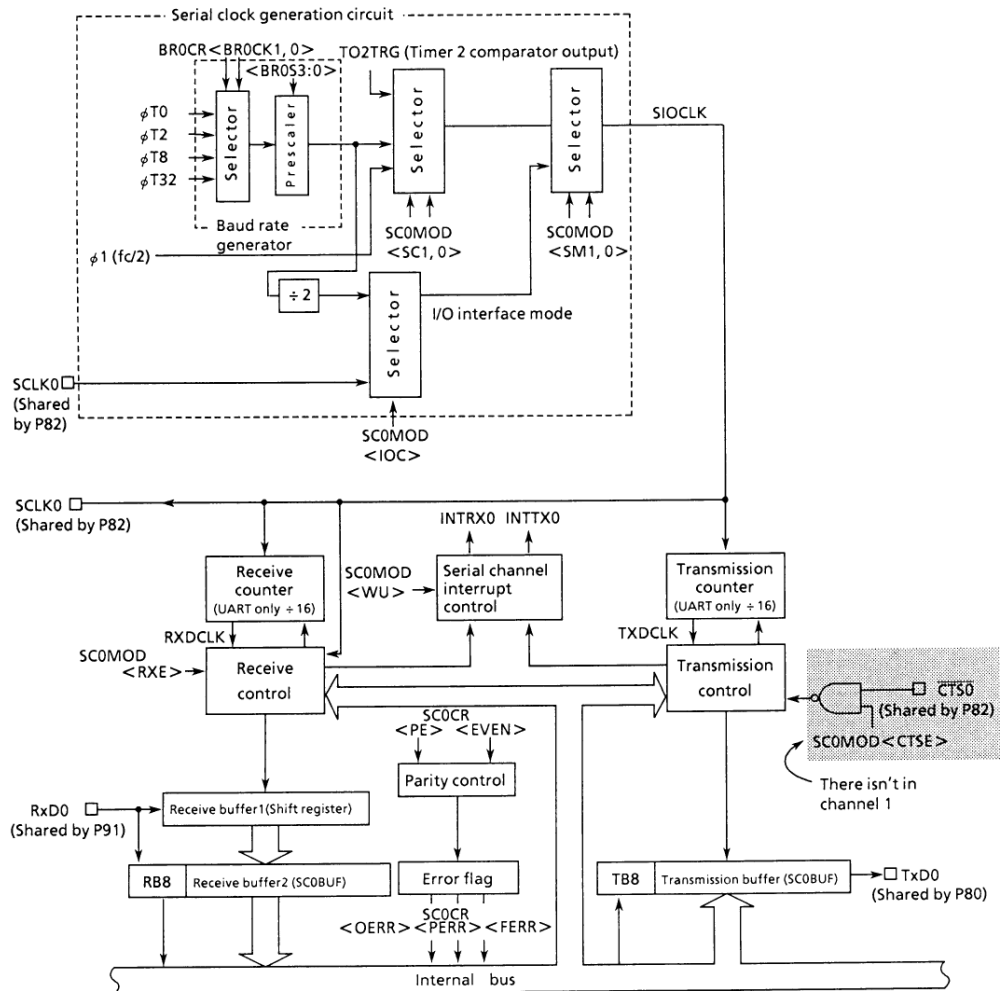 Serial clock generation circuit
BR0CR<BR0CK1, 0>
TO2TRG (Timer 2 comparator output)
<BR0S3:0>
φT0
φT2
φT8
φT32
Selector
Prescaler
Selector
Selector
SIOCLK
Baud rate
generator
SC0MOD
<SC1, 0>
SC0MOD
<SM1, 0>
φ1 (fc/2)
÷ 2
Selector
I/O interface mode
SCLK0
(Shared
by P82)
SC0MOD
<IOC>
SCLK0
(Shared by P82)
INTRX0 INTTX0
Receive
counter
(UART only ÷ 16)
SC0MOD
<WU>
Serial channel
interrupt
control
Transmission
counter
(UART only ÷ 16)
RXDCLK
TXDCLK
SC0MOD
<RXE>
Receive
control
Transmission
control
CTS0
(Shared by P82)
SC0MOD<CTSE>
There isn't in
channel 1
SC0CR
<PE> <EVEN>
Parity control
RxD0
(Shared by P91)
Receive buffer1(Shift register)
RB8 Receive buffer2 (SC0BUF)
Error flag
TB8 Transmission buffer (SC0BUF)
TxD0
(Shared by P80)
SC0CR
<OERR> <PERR> <FERR>
Internal bus